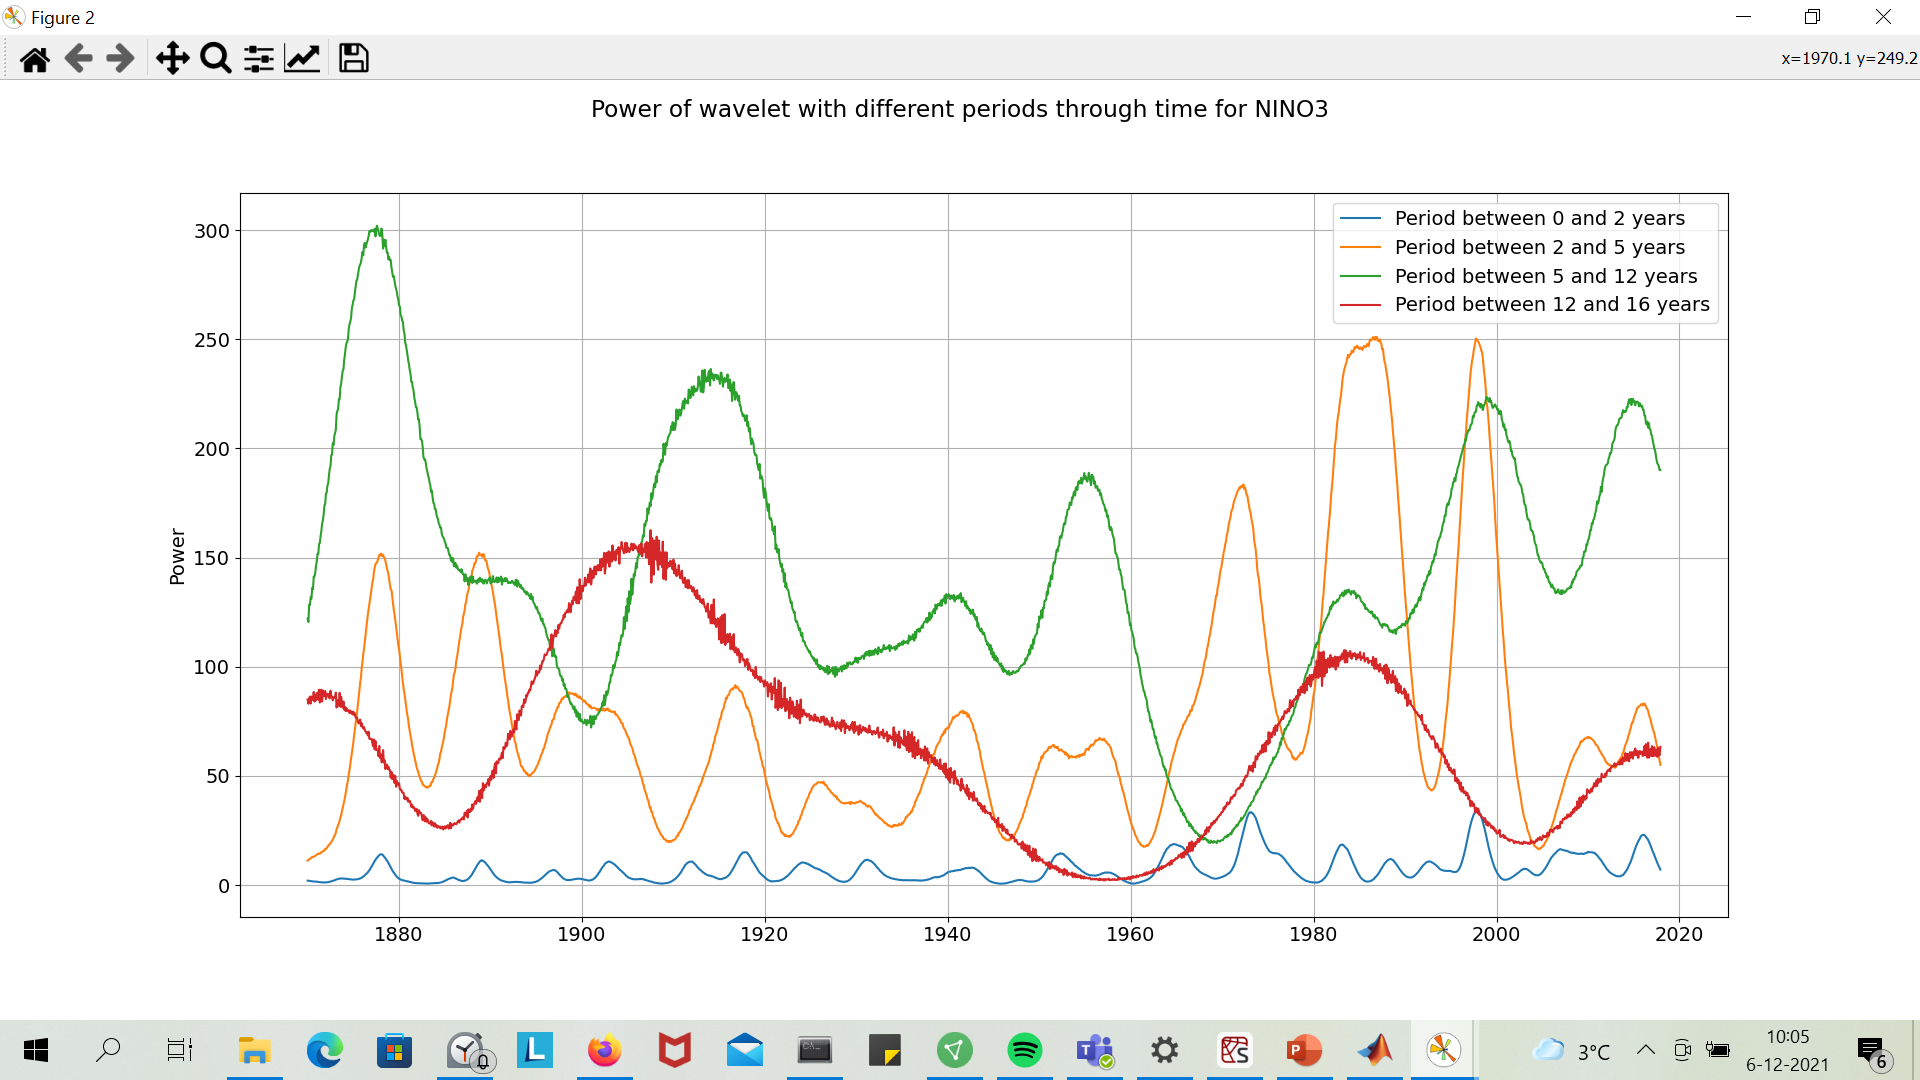 Figure 2
x=1970.1 y=249.2
Power of wavelet with different periods through time for NINO3
Period between 0 and 2 years
Period between 2 and 5 years
Period between 5 and 12 years
Period between 12 and 16 years
300
250
200
150
100
50
0
Power
1880
1900
1920
1940
1960
1980
2000
2020
L
C:\
T
S
P
3°C
10:05
6-12-2021
6